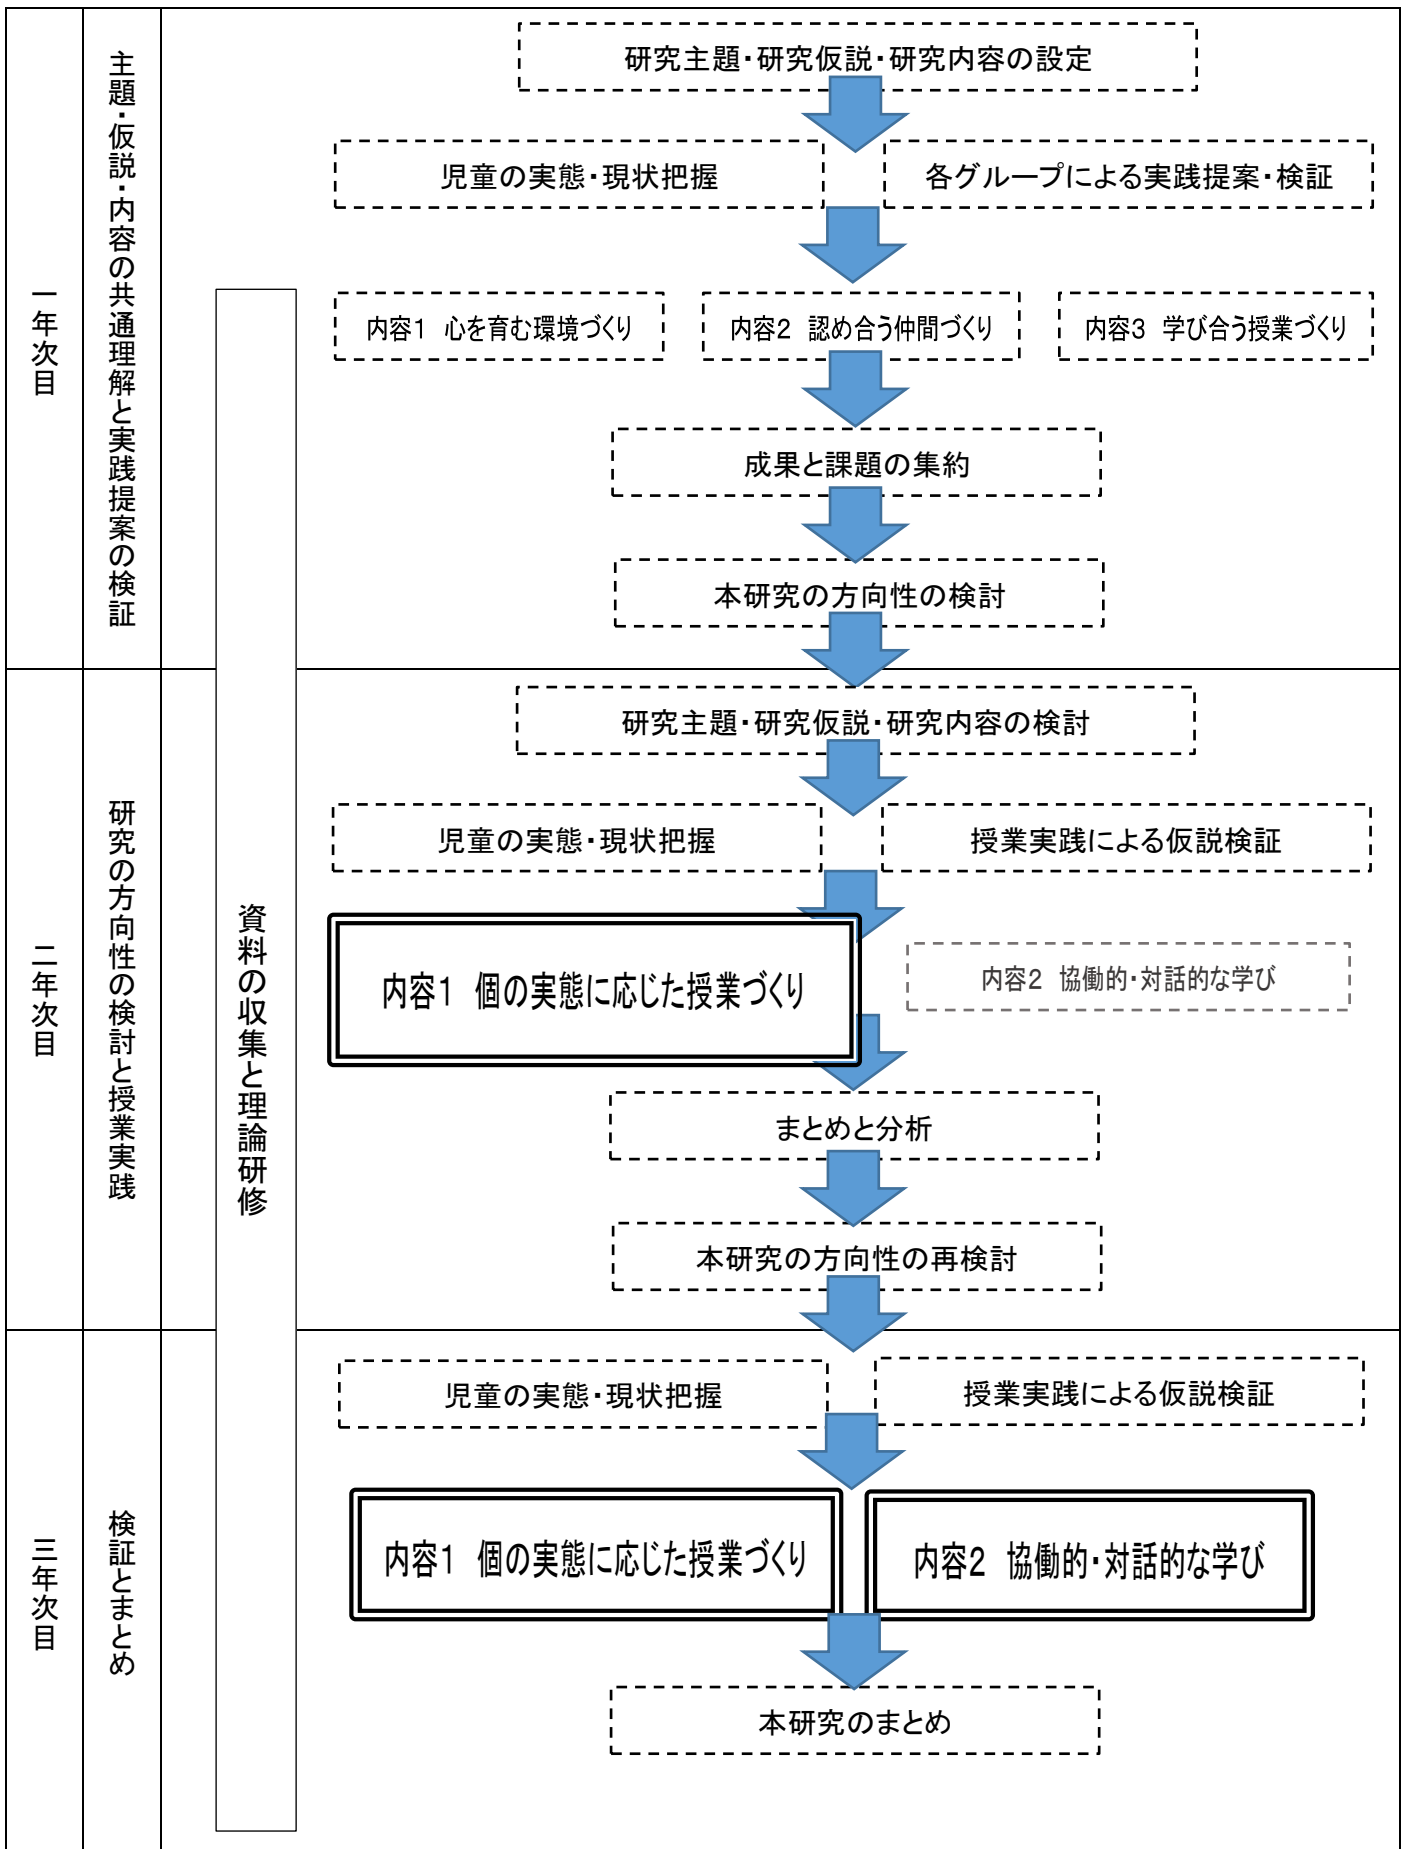 一年次目
主題・仮説・内容の共通理解と実践提案の検証
研究主題・研究仮説・研究内容の設定
児童の実態・現状把握
各グループによる実践提案・検証
内容1 心を育む環境づくり
内容2 認め合う仲間づくり
内容3 学び合う授業づくり
成果と課題の集約
本研究の方向性の検討
資料の収集と理論研修
二年次目
研究の方向性の検討と授業実践
研究主題・研究仮説・研究内容の検討
児童の実態・現状把握
授業実践による仮説検証
内容1 個の実態に応じた授業づくり
内容2 協働的・対話的な学び
まとめと分析
本研究の方向性の再検討
三年次目
検証とまとめ
児童の実態・現状把握
授業実践による仮説検証
内容1 個の実態に応じた授業づくり
内容2 協働的・対話的な学び
本研究のまとめ